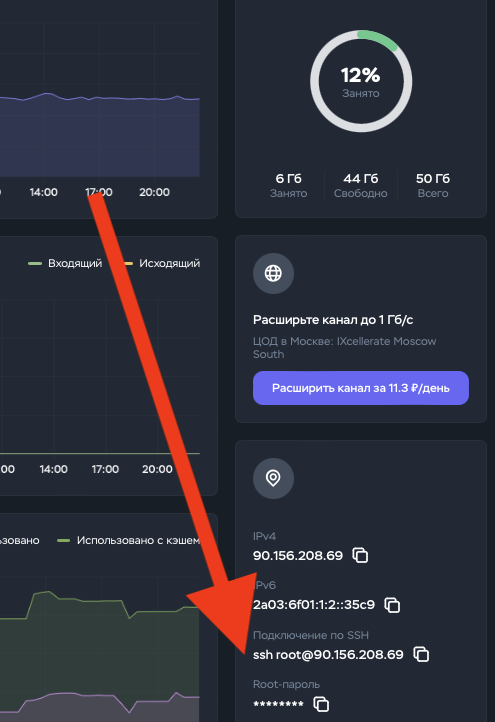 12%
Занято
6 Гб
44 Гб
50 Гб
Занято
Свободно
Всего
14:00
17:00
20:00
Входящий
Исходящий
Расширьте канал до 1 Гб/с
ЦОД в Москве: IXcellerate Moscow
South
Расширить канал за 11.3 ₽/день
:00
14:00
17:00
20:00
ьзовано
Использовано с кэшем
IPv4
90.156.208.69
IPv6
2a03:6f01:1:2::35c9
Подключение по SSH
ssh root@90.156.208.69
Root-пароль
********